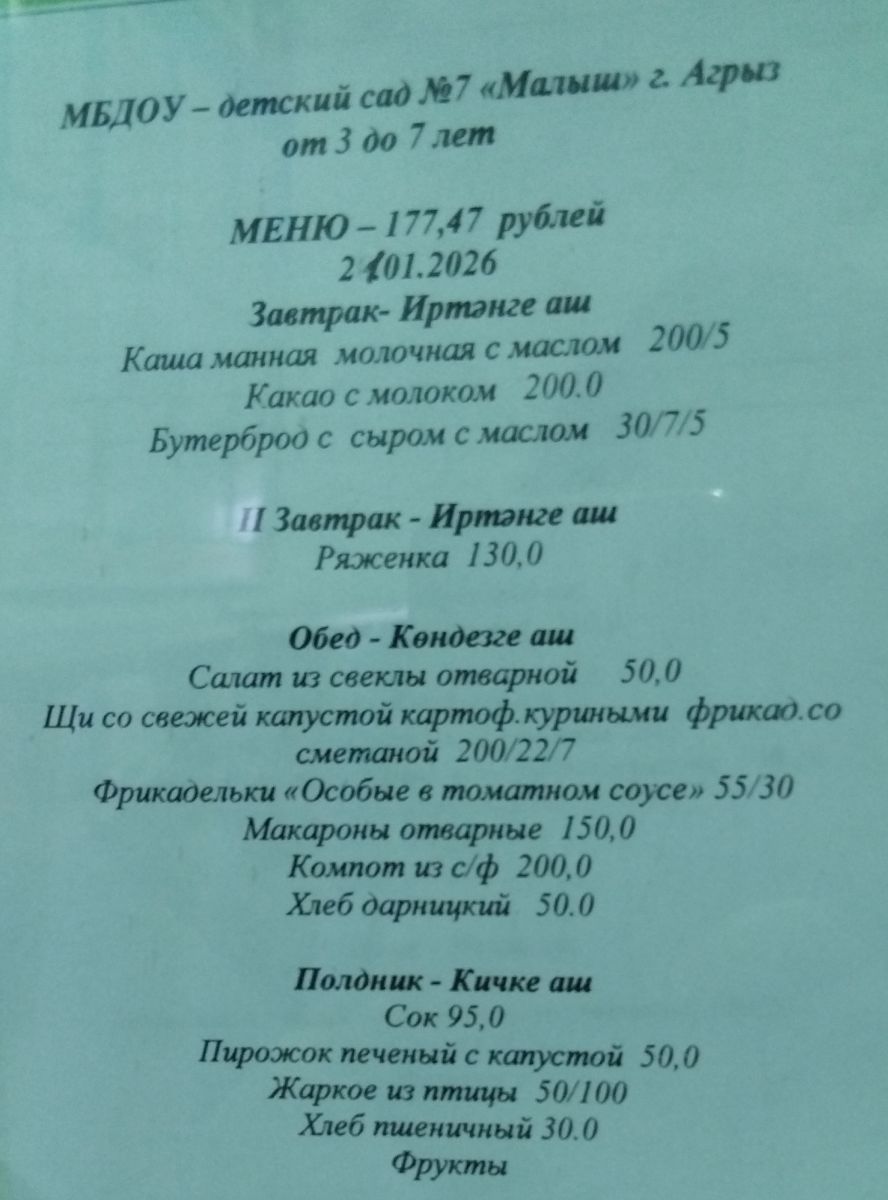 МБДОУ – детский сад №7 «Малыш» г. Агрыз
от 3 до 7 лет
МЕНЮ – 177,47 рублей
21.01.2026
Завтрак- Иртәнге аш
Каша манная молочная с маслом 200/5
Какао с молоком 200.0
Бутерброд с сыром с маслом 30/7/5
II Завтрак - Иртәнге аш
Ряженка 130,0
Обед - Көндезге аш
Салат из свеклы отварной 50,0
Щи со свежей капустой картоф.куриными фрикад.со
сметаной 200/22/7
Фрикадельки «Особые в томатном соусе» 55/30
Макароны отварные 150,0
Компот из с/ф 200,0
Хлеб дарницкий 50.0
Полдник - Кичке аш
Сок 95,0
Пирожок печеный с капустой 50,0
Жаркое из птицы 50/100
Хлеб пшеничный 30.0
Фрукты